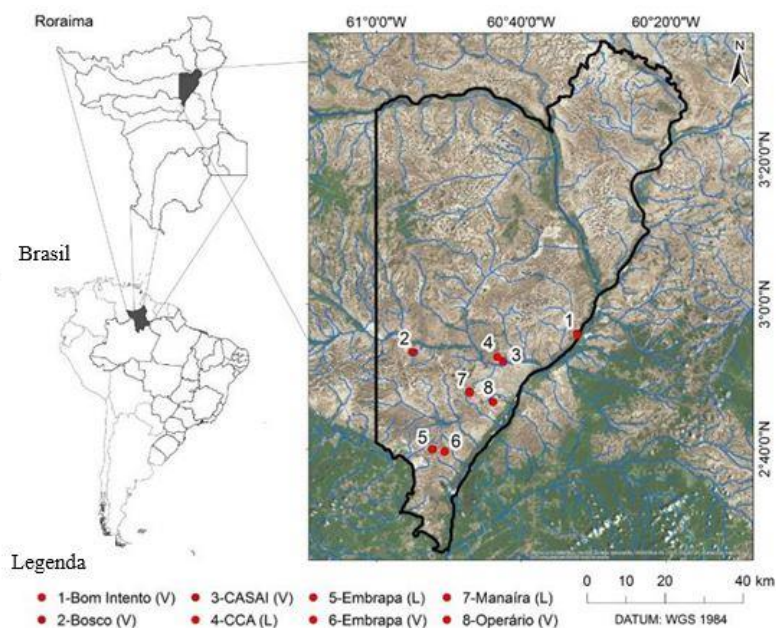 Roraima
61°0'0"W 60°40'0"W 60°20'0"W
N
3°20'0"N
3°0'0"N
2°40'0"N
Brasil
1
2
4
3
7
8
5
6
Legenda
1-Bom Intento (V) 3-CASAI (V) 5-Embrapa (L) 7-Manaíra (L)
2-Bosco (V) 4-CCA (L) 6-Embrapa (V) 8-Operário (V)
0 10 20 40 km
DATUM: WGS 1984